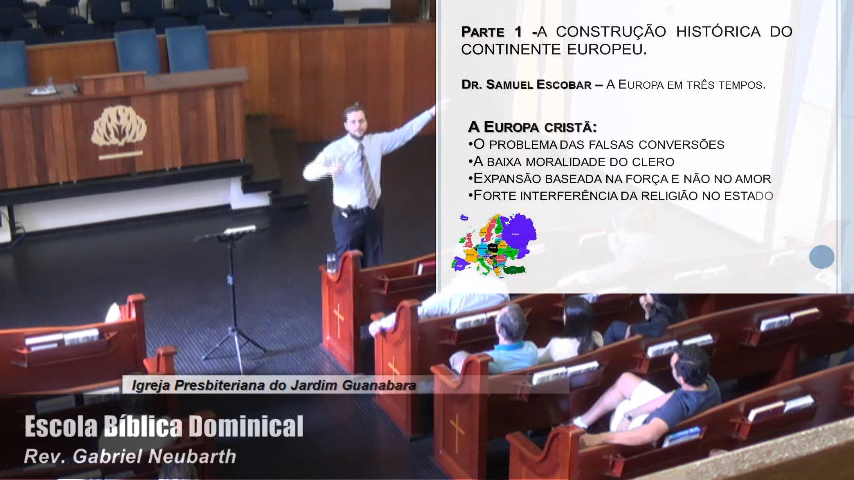 PARTE 1 -A CONSTRUÇÃO HISTÓRICA DO
CONTINENTE EUROPEU.
DR. SAMUEL ESCOBAR – A EUROPA EM TRÊS TEMPOS.
A EUROPA CRISTÃ:
•O PROBLEMA DAS FALSAS CONVERSÕES
•A BAIXA MORALIDADE DO CLERO
•EXPANSÃO BASEADA NA FORÇA E NÃO NO AMOR
•FORTE INTERFERÊNCIA DA RELIGIÃO NO ESTADO
Igreja Presbiteriana do Jardim Guanabara
Escola Bíblica Dominical
Rev. Gabriel Neubarth